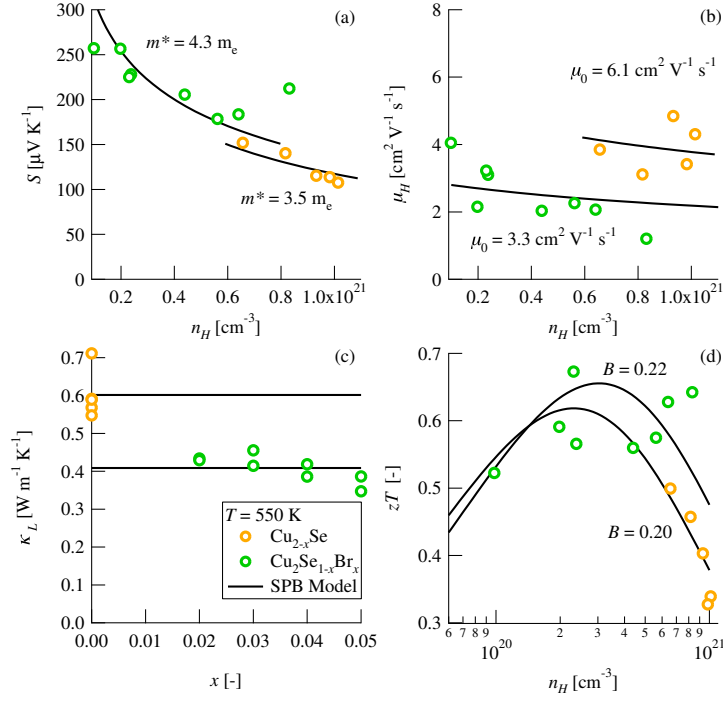 (a)
300
250
200
150
100
50
0
S [µV K⁻¹]
m* = 4.3 mₑ
m* = 3.5 mₑ
0.2
0.4
0.6
0.8
1.0x10²¹
n_H [cm⁻³]
(b)
8
6
4
2
0
µ_H [cm² V⁻¹ s⁻¹]
µ₀ = 6.1 cm² V⁻¹ s⁻¹
µ₀ = 3.3 cm² V⁻¹ s⁻¹
0.2
0.4
0.6
0.8
1.0x10²¹
n_H [cm⁻³]
(c)
0.7
0.6
0.5
0.4
0.3
0.2
0.1
0.0
κ_L [W m⁻¹ K⁻¹]
T = 550 K
Cu₂₋ₓSe
Cu₂Se₁₋ₓBrₓ
SPB Model
0.00
0.01
0.02
0.03
0.04
0.05
x [-]
(d)
0.7
0.6
0.5
0.4
0.3
zT [-]
B = 0.22
B = 0.20
6 7 8 9 2 3 4 5 6 7 8 9
10²⁰ 10²¹
n_H [cm⁻³]